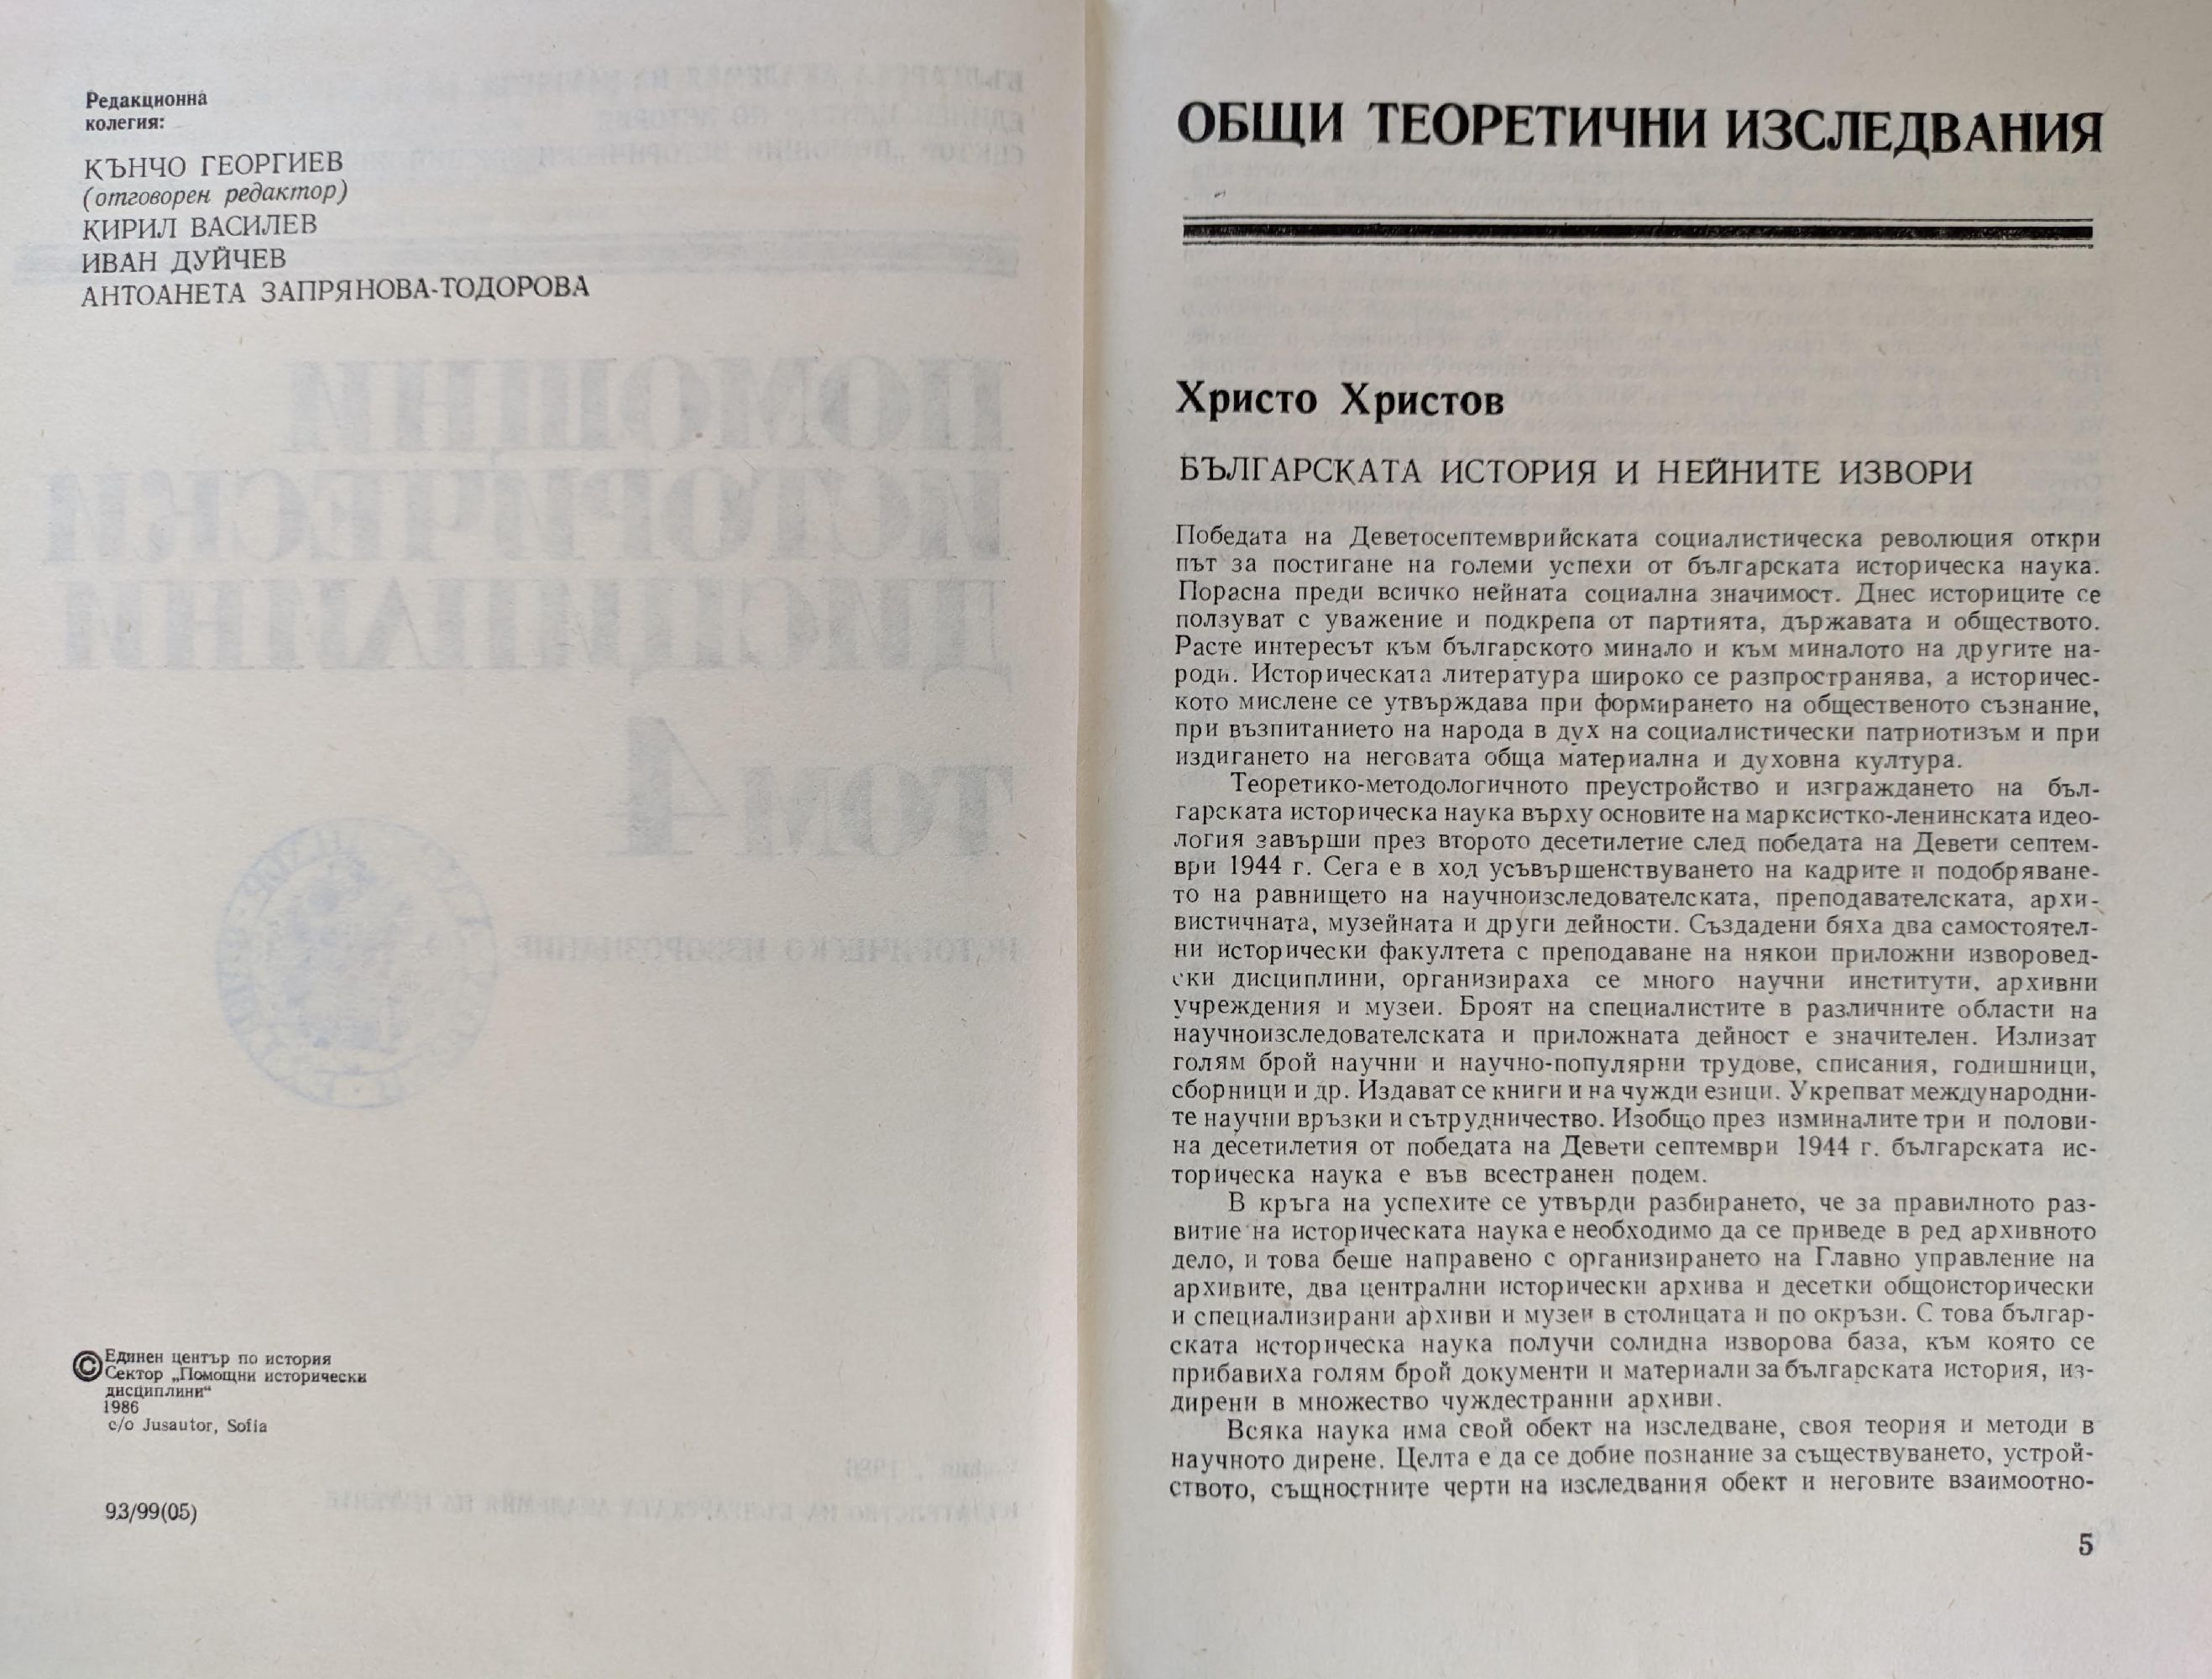 Редакционна
колегия:
КЪНЧО ГЕОРГИЕВ
(отговорен редактор)
КИРИЛ ВАСИЛЕВ
ИВАН ДУЙЧЕВ
АНТОАНЕТА ЗАПРЯНОВА-ТОДОРОВА
© Единен център по история
Сектор „Помощни исторически
дисциплини“
1986
c/o Jusautor, Sofia
93/99(05)
ОБЩИ ТЕОРЕТИЧНИ ИЗСЛЕДВАНИЯ
Христо Христов
БЪЛГАРСКАТА ИСТОРИЯ И НЕЙНИТЕ ИЗВОРИ
Победата на Деветосептемврийската социалистическа революция откри
път за постигане на големи успехи от българската историческа наука.
Порасна преди всичко нейната социална значимост. Днес историците се
ползуват с уважение и подкрепа от партията, държавата и обществото.
Расте интересът към българското минало и към миналото на другите на-
роди. Историческата литература широко се разпространява, а историчес-
кото мислене се утвърждава при формирането на общественото съзнание,
при възпитанието на народа в дух на социалистически патриотизъм и при
издигането на неговата обща материална и духовна култура.
Теоретико-методологичното преустройство и изграждането на бъл-
гарската историческа наука върху основите на марксистко-ленинската идео-
логия завърши през второто десетилетие след победата на Девети септем-
ври 1944 г. Сега е в ход усъвършенствуването на кадрите и подобряване-
то на равнището на научноизследователската, преподавателската, архи-
вистичната, музейната и други дейности. Създадени бяха два самостоятел-
ни исторически факултета с преподаване на някои приложни извороведс-
ски дисциплини, организираха се много научни институти, архивни
учреждения и музеи. Броят на специалистите в различните области на
научноизследователската и приложната дейност е значителен. Излизат
голям брой научни и научно-популярни трудове, списания, годишници,
сборници и др. Издават се книги и на чужди езици. Укрепват международни-
те научни връзки и сътрудничество. Изобщо през изминалите три и полови-
на десетилетия от победата на Девети септември 1944 г. българската ис-
торическа наука е във всестранен подем.
В кръга на успехите се утвърди разбирането, че за правилното раз-
витие на историческата наука е необходимо да се приведе в ред архивното
дело, и това беше направено с организирането на Главно управление на
архивите, два централни исторически архива и десетки общоисторически
и специализирани архиви и музеи в столицата и по окръзи. С това българ-
ската историческа наука получи солидна изворова база, към която се
прибавиха голям брой документи и материали за българската история, из-
дирени в множество чуждестранни архиви.
Всяка наука има свой обект на изследване, своя теория и методи в
научното дирене. Целта е да се добие познание за съществуването, устрой-
ството, същностните черти на изследвания обект и неговите взаимоотно-
5